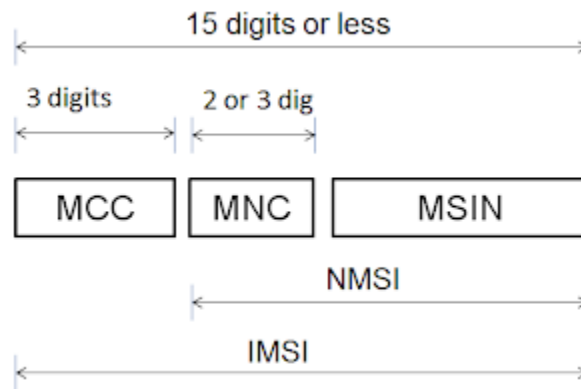 15 digits or less
3 digits
2 or 3 dig
MCC
MNC
MSIN
NMSI
IMSI